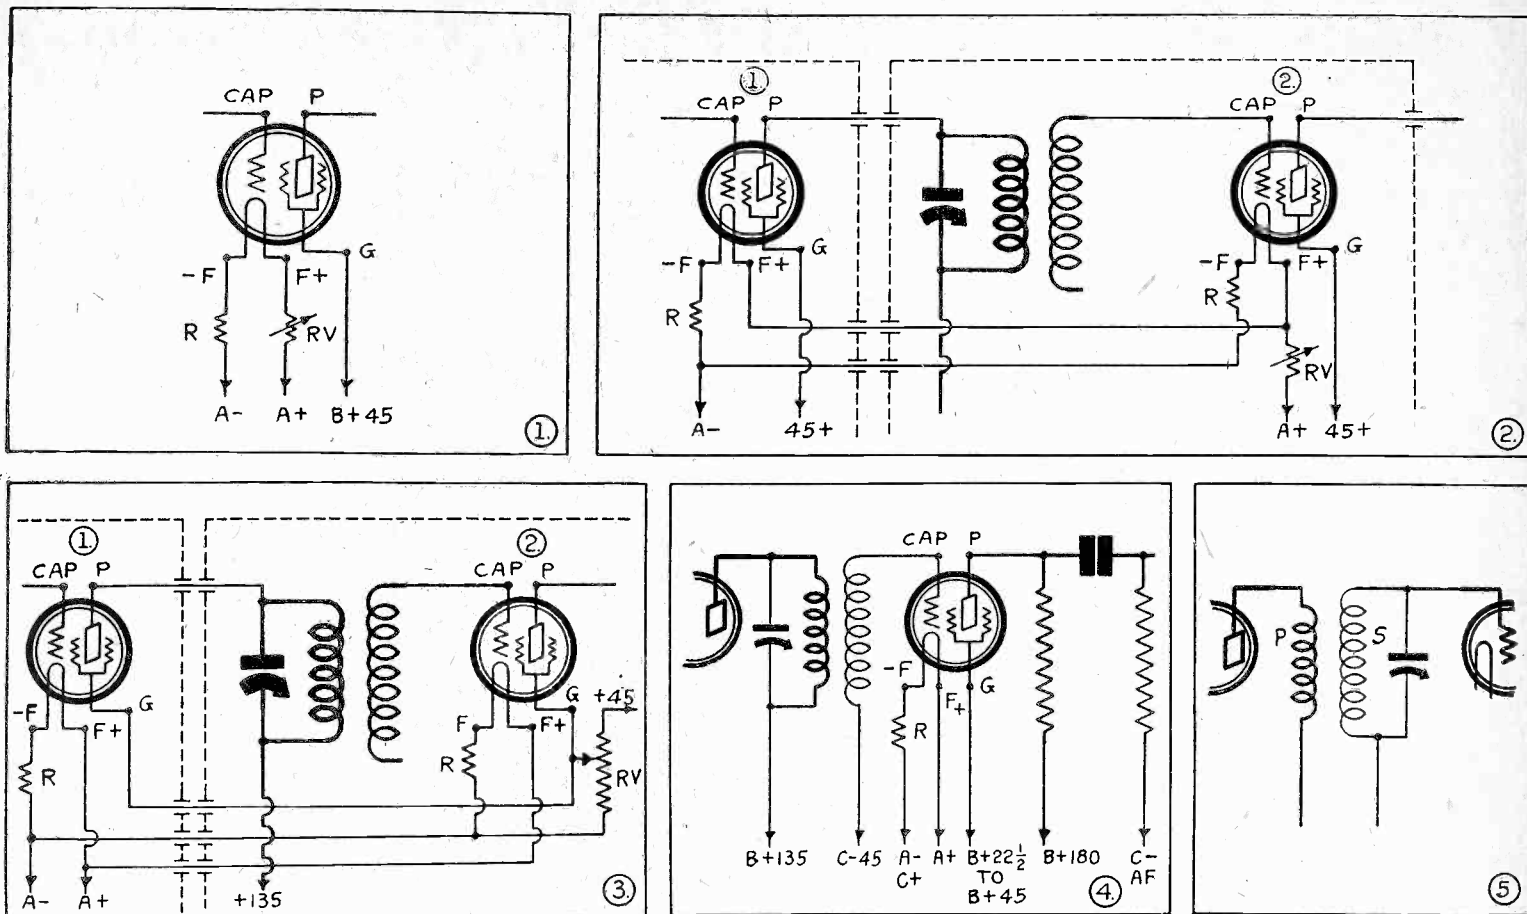 CAP P
-F F+ G
R RV
A- A+ B+45
①.
① ②.
CAP P CAP P
-F F+ G -F F+ G
R R
RV
A- 45+ A+ 45+
②.
①. ②.
CAP P CAP P
-F F+ G F F+ G +45
R R RV
A- A+ +135
③.
CAP P
-F F+ G
R
B+135 C-45 A- A+ B+22½ B+180 C-
C+ TO AF
B+45
④.
P S
⑤